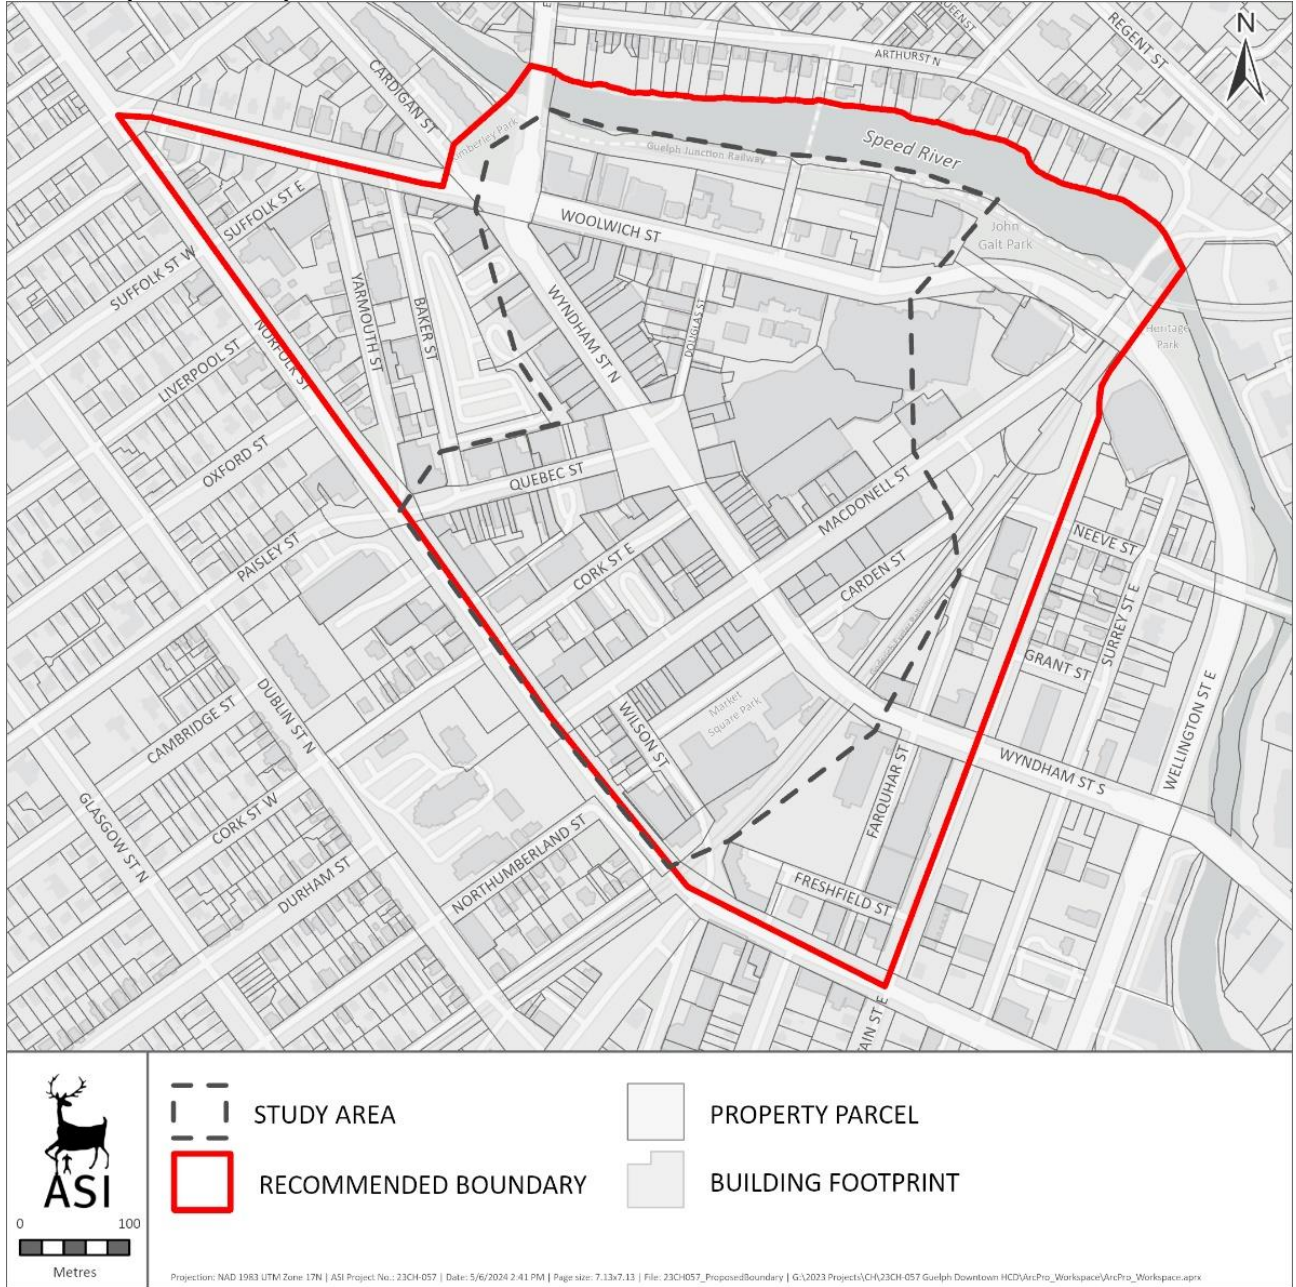 N
ARTHUR ST N
REGENT ST
CARDIGAN ST
Speed River
Guelph Junction Railway
WOOLWICH ST
John
Galt Park
SUFFOLK ST E
SUFFOLK ST W
YARMOUTH ST
BAKER ST
WYNDHAM ST N
DOUGLAS ST
NORFOLK ST
Heritage
Park
LIVERPOOL ST
OXFORD ST
QUEBEC ST
MACDONELL ST
PAISLEY ST
CORK ST E
CARDEN ST
NEEVE ST
SURREY ST E
GRANT ST
CAMBRIDGE ST
DUBLIN ST N
WILSON ST
Market
Square Park
WYNDHAM ST S
WELLINGTON ST E
GLASGOW ST N
CORK ST W
FARQUHAR ST
NORTHUMBERLAND ST
DURHAM ST
FRESHFIELD ST
ASI
0 100
Metres
STUDY AREA
RECOMMENDED BOUNDARY
PROPERTY PARCEL
BUILDING FOOTPRINT
Projection: NAD 1983 UTM Zone 17N | ASI Project No.: 23CH-057 | Date: 5/6/2024 2:41 PM | Page size: 7.13x7.13 | File: 23CH057_ProposedBoundary | G:\2023 Projects\CH\23CH-057 Guelph Downtown HCD\ArcPro_Workspace\ArcPro_Workspace.aprx